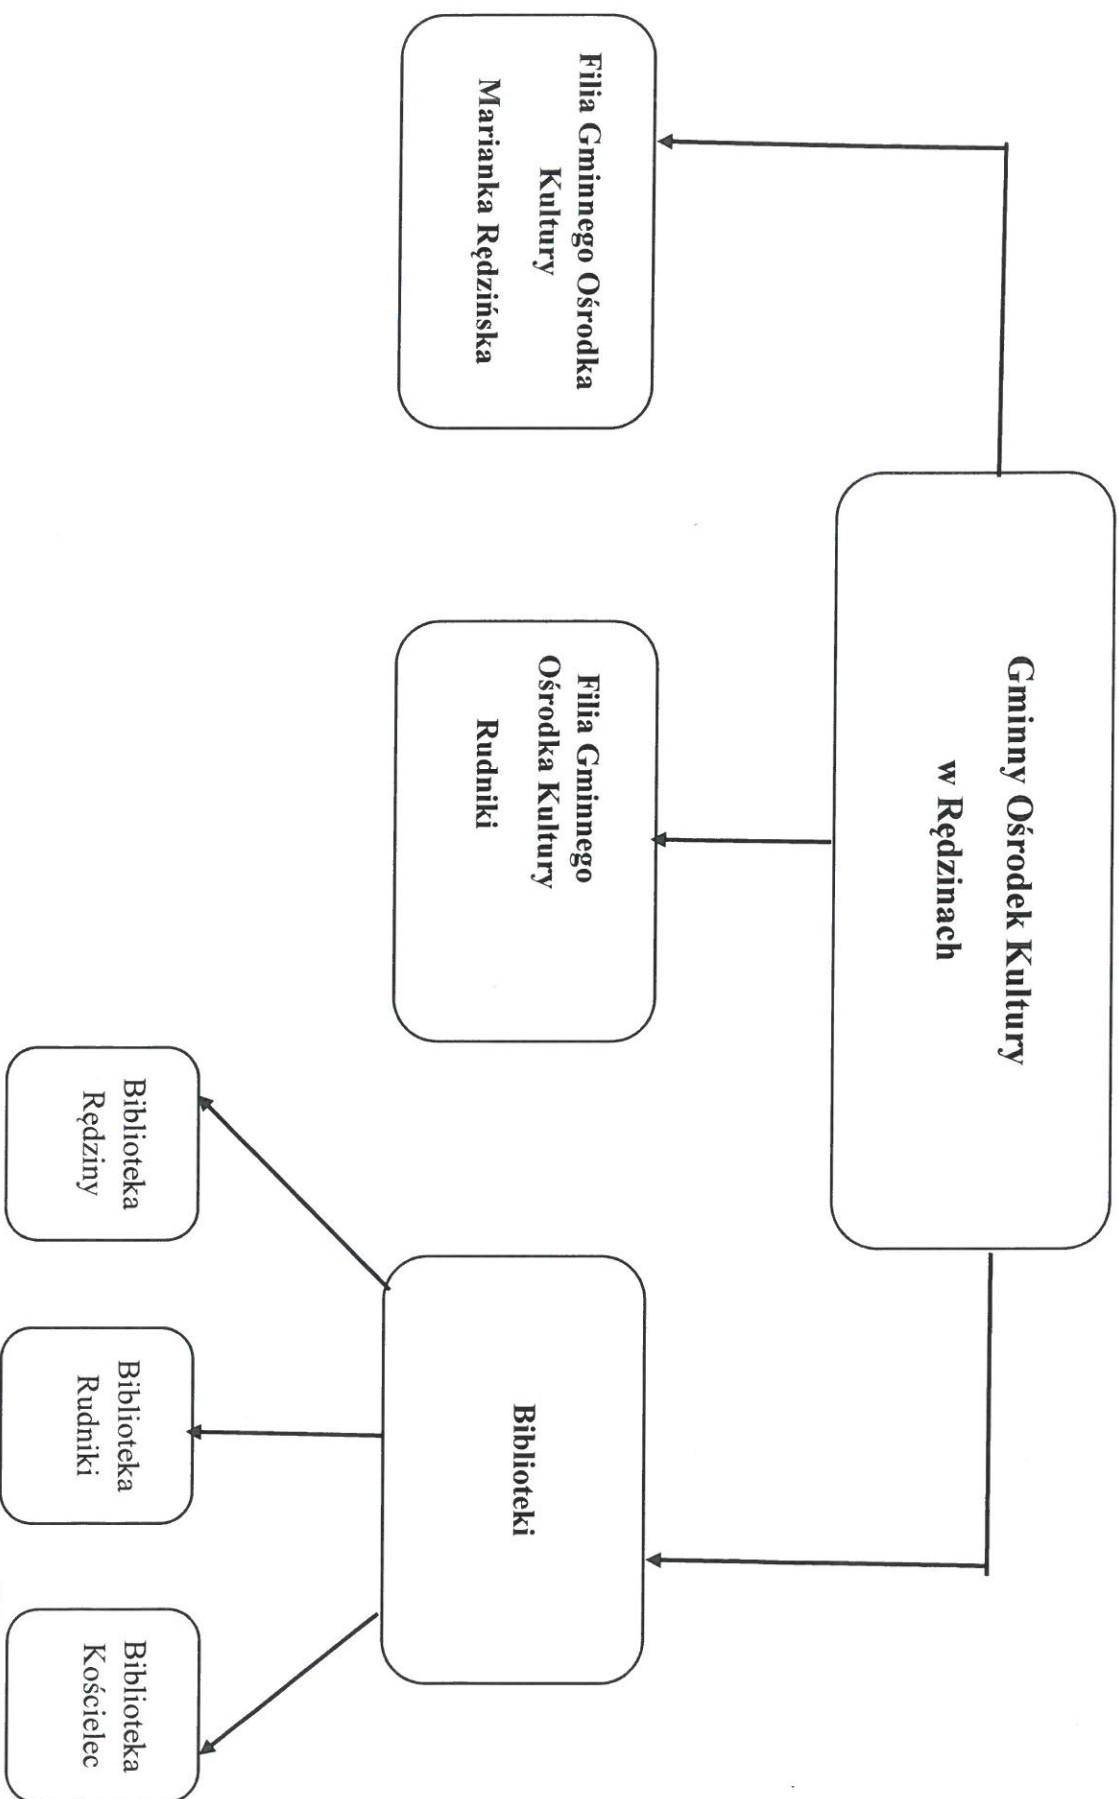 Gminny Ośrodek Kultury
w Rędzinach
Filia Gminnego Ośrodka
Kultury
Marianka Rędzińska
Filia Gminnego
Ośrodka Kultury
Rudniki
Biblioteki
Biblioteka
Rędziny
Biblioteka
Rudniki
Biblioteka
Kościelec